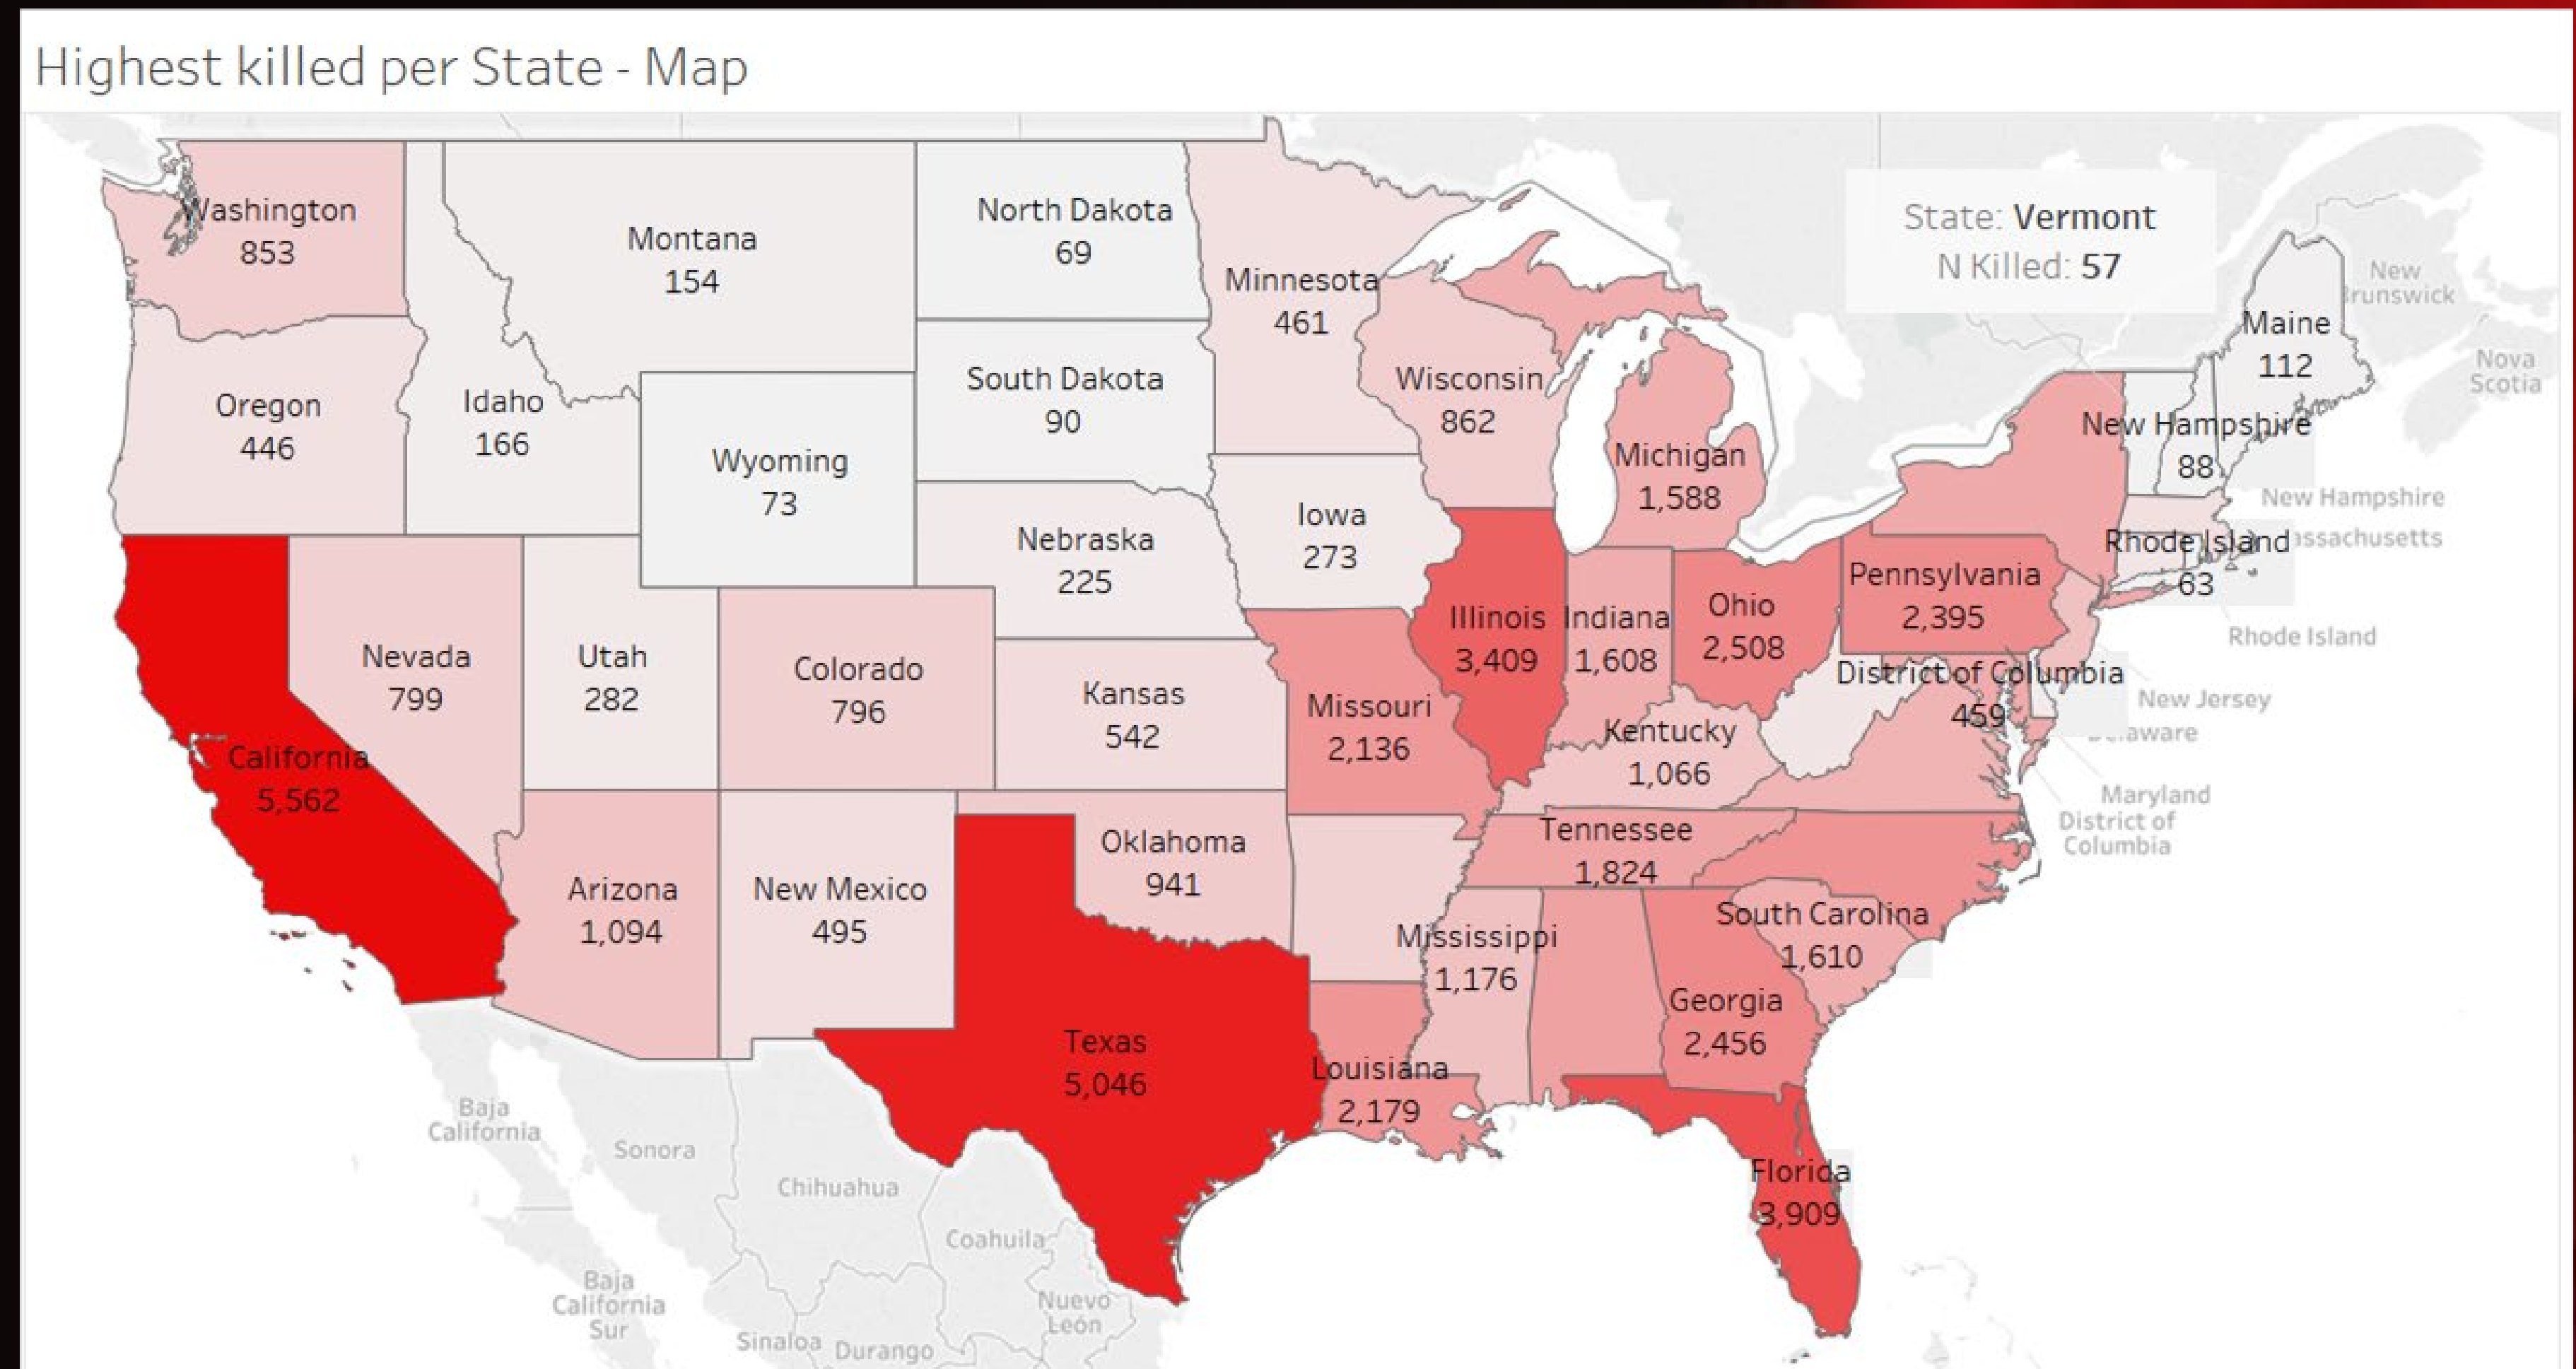 Highest killed per State - Map
Washington
853
Montana
154
North Dakota
69
Minnesota
461
State: Vermont
N Killed: 57
New
Brunswick
Maine
112
Nova
Scotia
Oregon
446
Idaho
166
Wyoming
73
South Dakota
90
Wisconsin
862
Michigan
1,588
New Hampshire
88
New Hampshire
Nebraska
225
Iowa
273
Rhode Island
63
assachusetts
Rhode Island
Pennsylvania
2,395
Illinois
3,409
Indiana
1,608
Ohio
2,508
Nevada
799
Utah
282
Colorado
796
Kansas
542
Missouri
2,136
Kentucky
1,066
District of Columbia
459
New Jersey
Delaware
Maryland
District of
Columbia
California
5,562
Arizona
1,094
New Mexico
495
Oklahoma
941
Tennessee
1,824
Mississippi
1,176
South Carolina
1,610
Georgia
2,456
Texas
5,046
Louisiana
2,179
Florida
3,909
Baja
California
Sonora
Chihuahua
Coahuila
Baja
California
Sur
Nuevo
León
Sinaloa
Durango